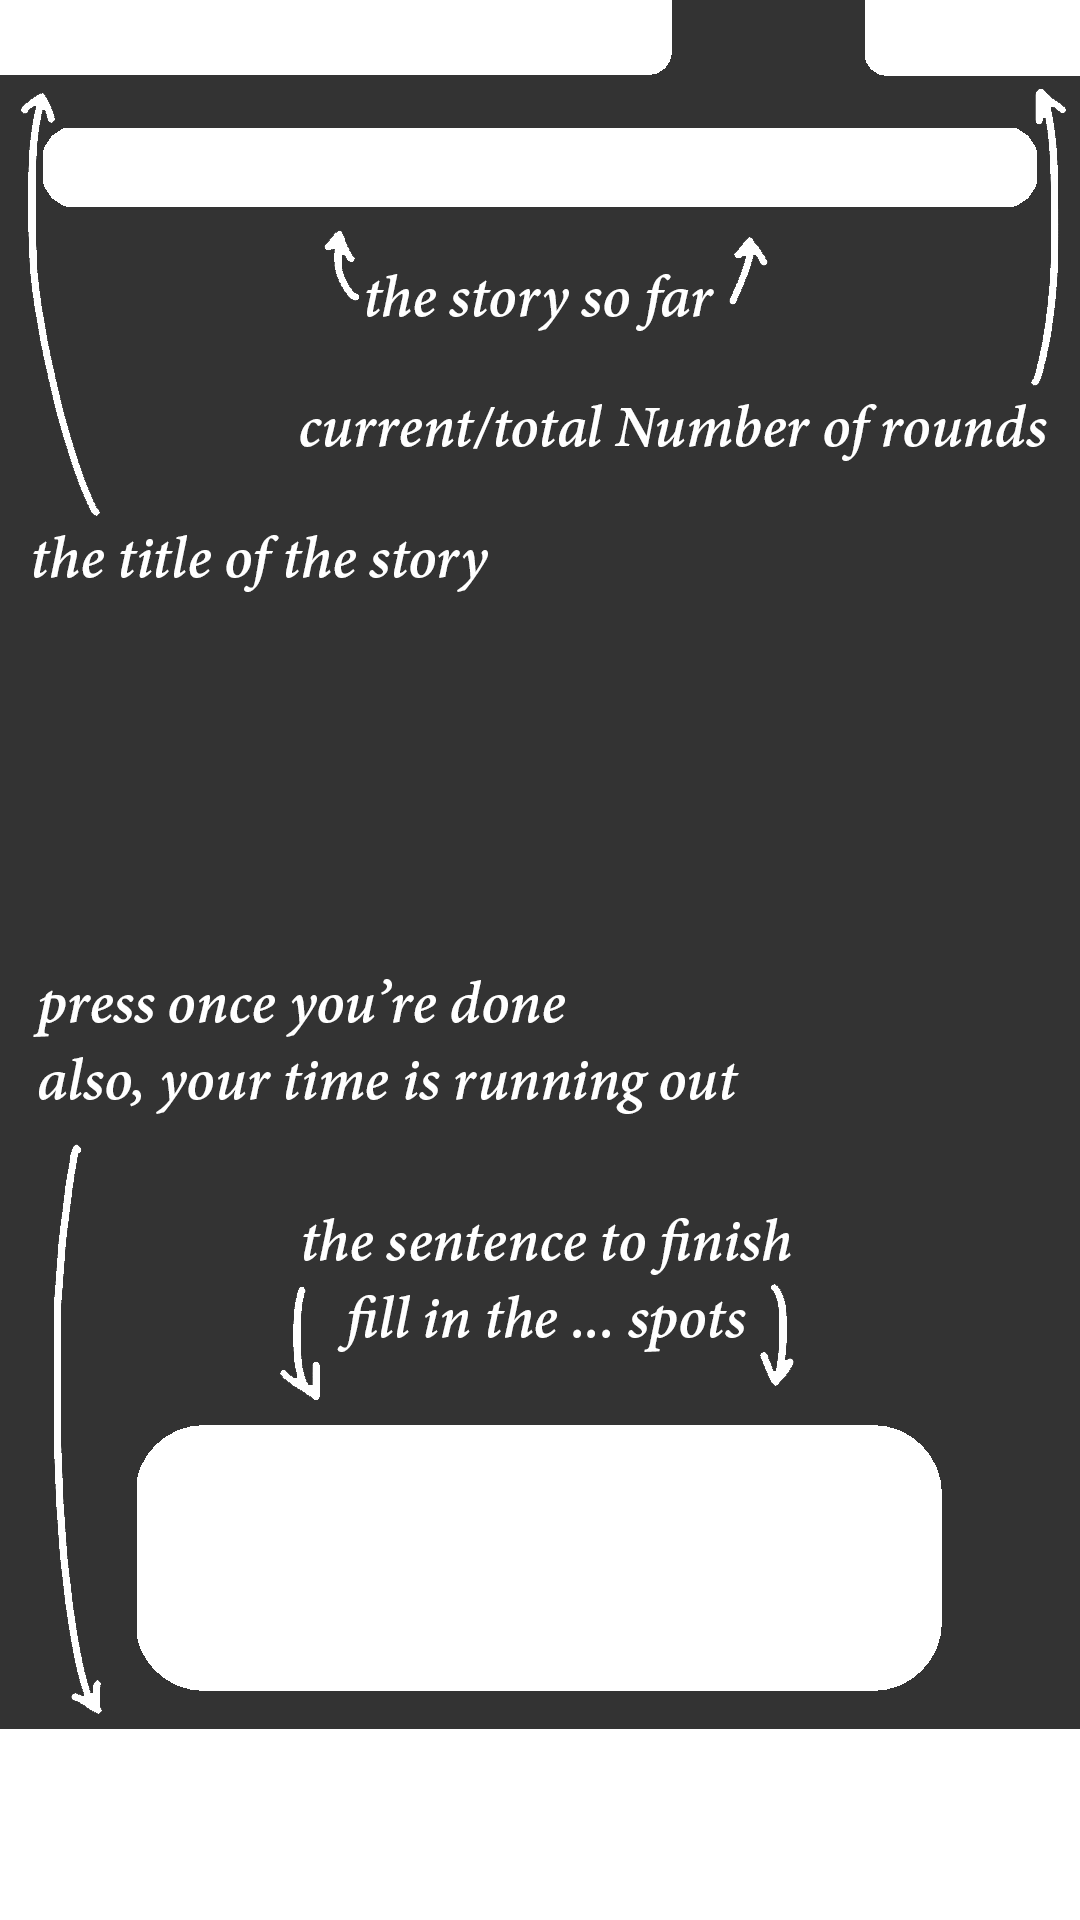 the story so far
current/total Number of rounds
the title of the story
press once you’re done
also, your time is running out
the sentence to finish
fill in the ... spots